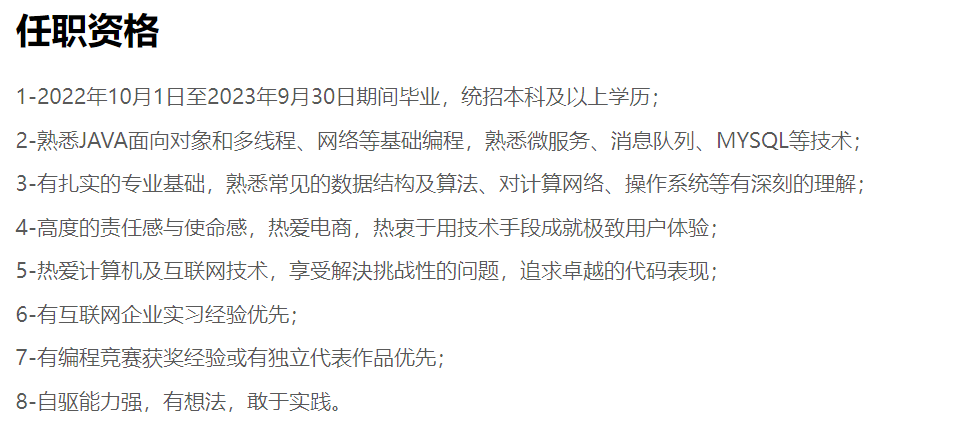 任职资格
1-2022年10月1日至2023年9月30日期间毕业，统招本科及以上学历；
2-熟悉JAVA面向对象和多线程、网络等基础编程，熟悉微服务、消息队列、MYSQL等技术；
3-有扎实的专业基础，熟悉常见的数据结构及算法、对计算网络、操作系统等有深刻的理解；
4-高度的责任感与使命感，热爱电商，热衷于用技术手段成就极致用户体验；
5-热爱计算机及互联网技术，享受解決挑战性的问题，追求卓越的代码表现；
6-有互联网企业实习经验优先；
7-有编程竞赛获奖经验或有独立代表作品优先；
8-自驱能力强，有想法，敢于实践。